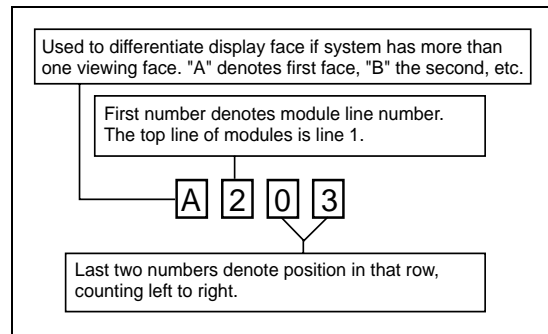 Used to differentiate display face if system has more than
one viewing face. "A" denotes first face, "B" the second, etc.
First number denotes module line number.
The top line of modules is line 1.
A 2 0 3
Last two numbers denote position in that row,
counting left to right.